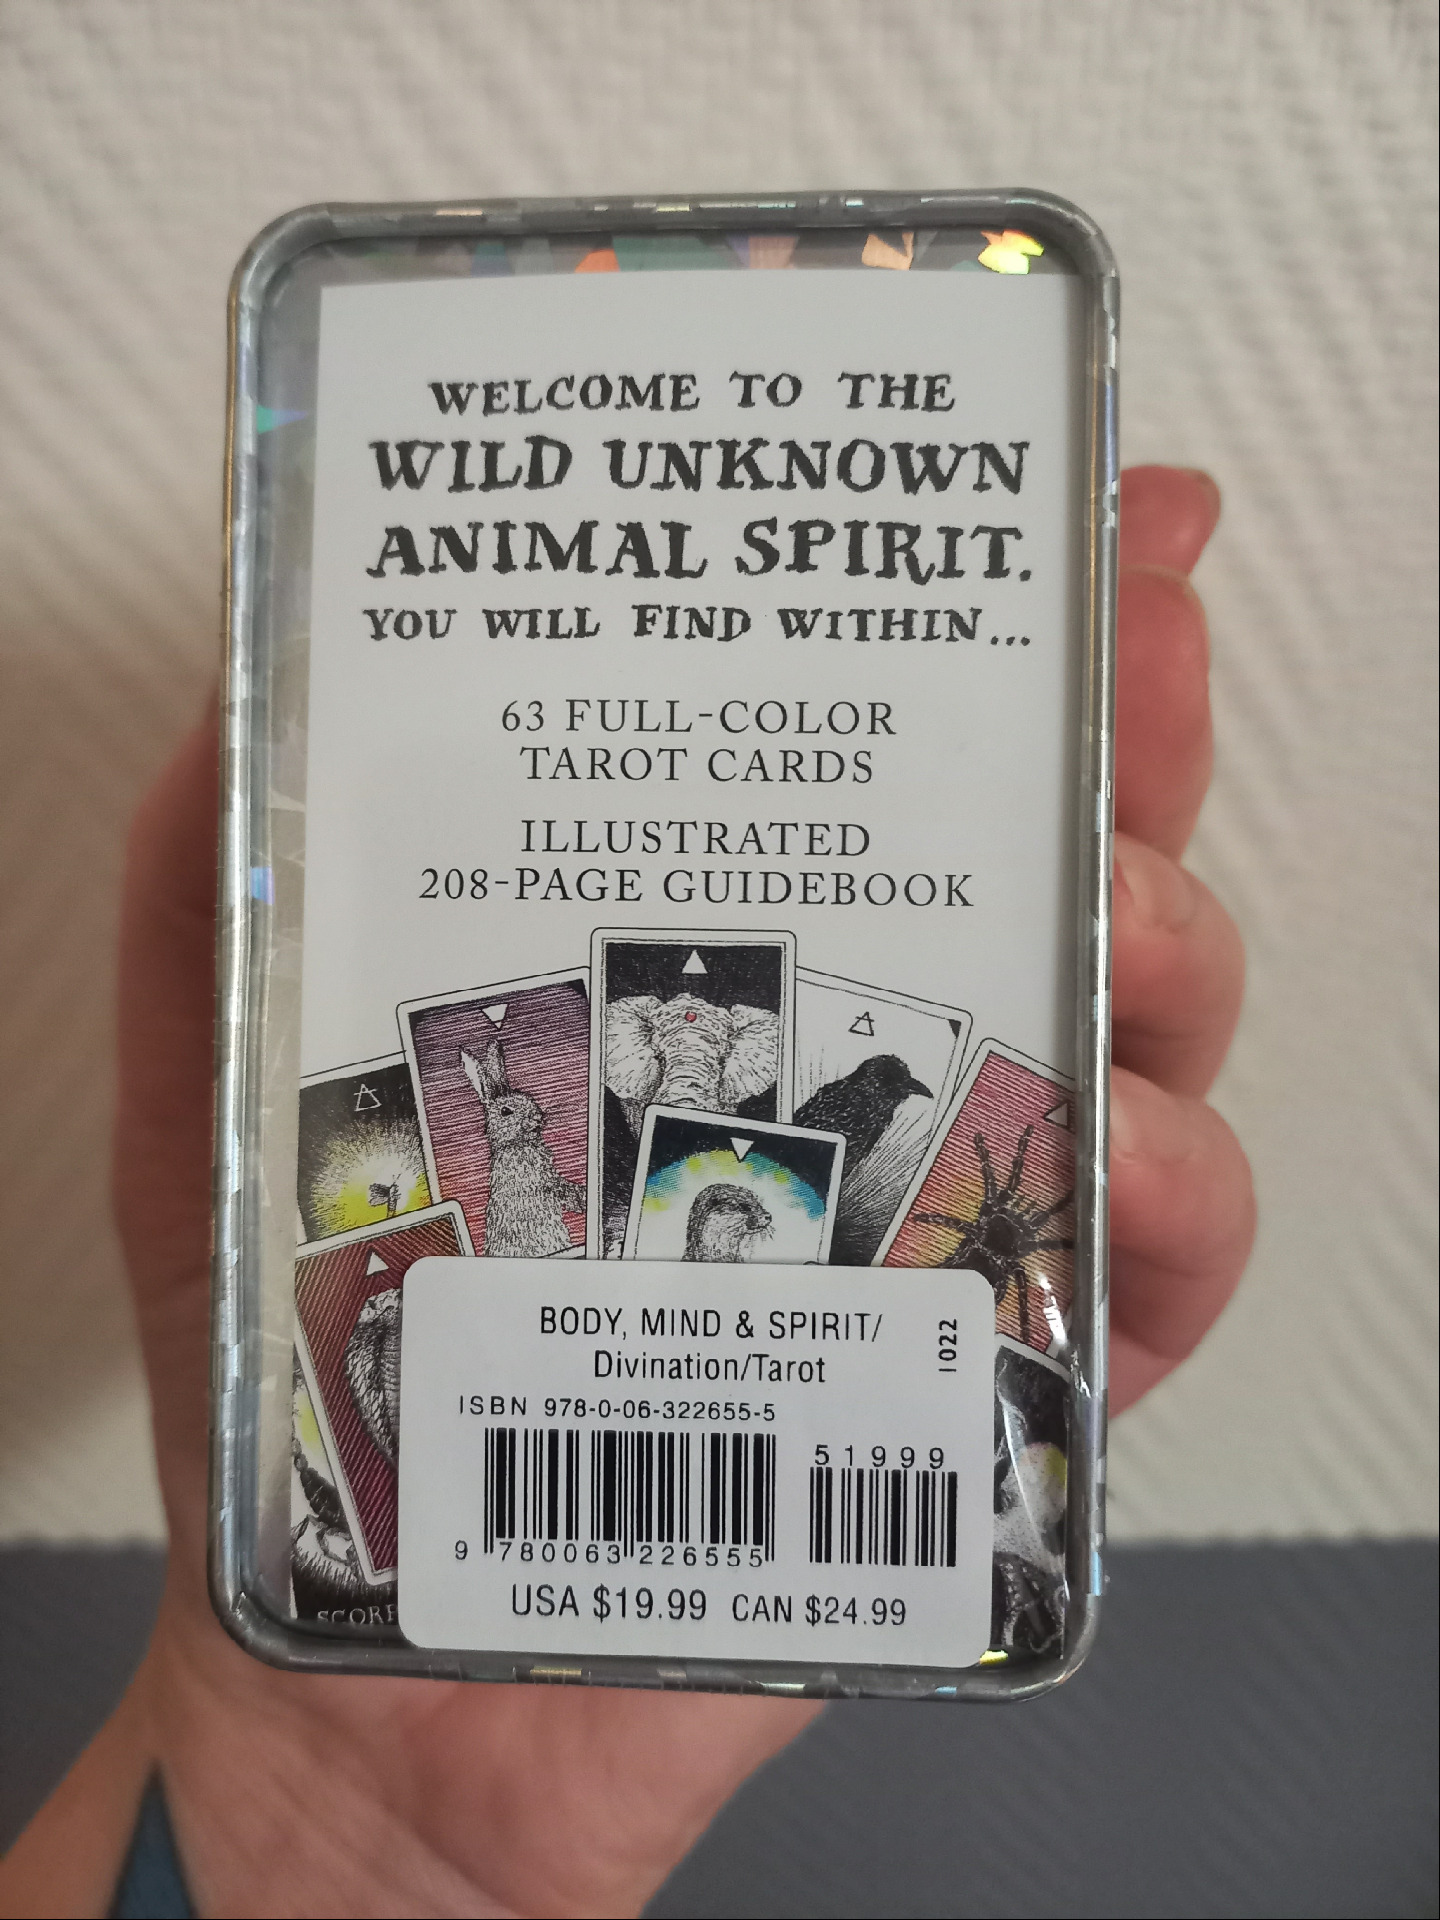 WELCOME TO THE
WILD UNKNOWN
ANIMAL SPIRIT.
YOU WILL FIND WITHIN...
63 FULL-COLOR
TAROT CARDS
ILLUSTRATED
208-PAGE GUIDEBOOK
BODY, MIND & SPIRIT/
Divination/Tarot
1022
ISBN 978-0-06-322655-5
51999
9 780063 226555
USA $19.99 CAN $24.99